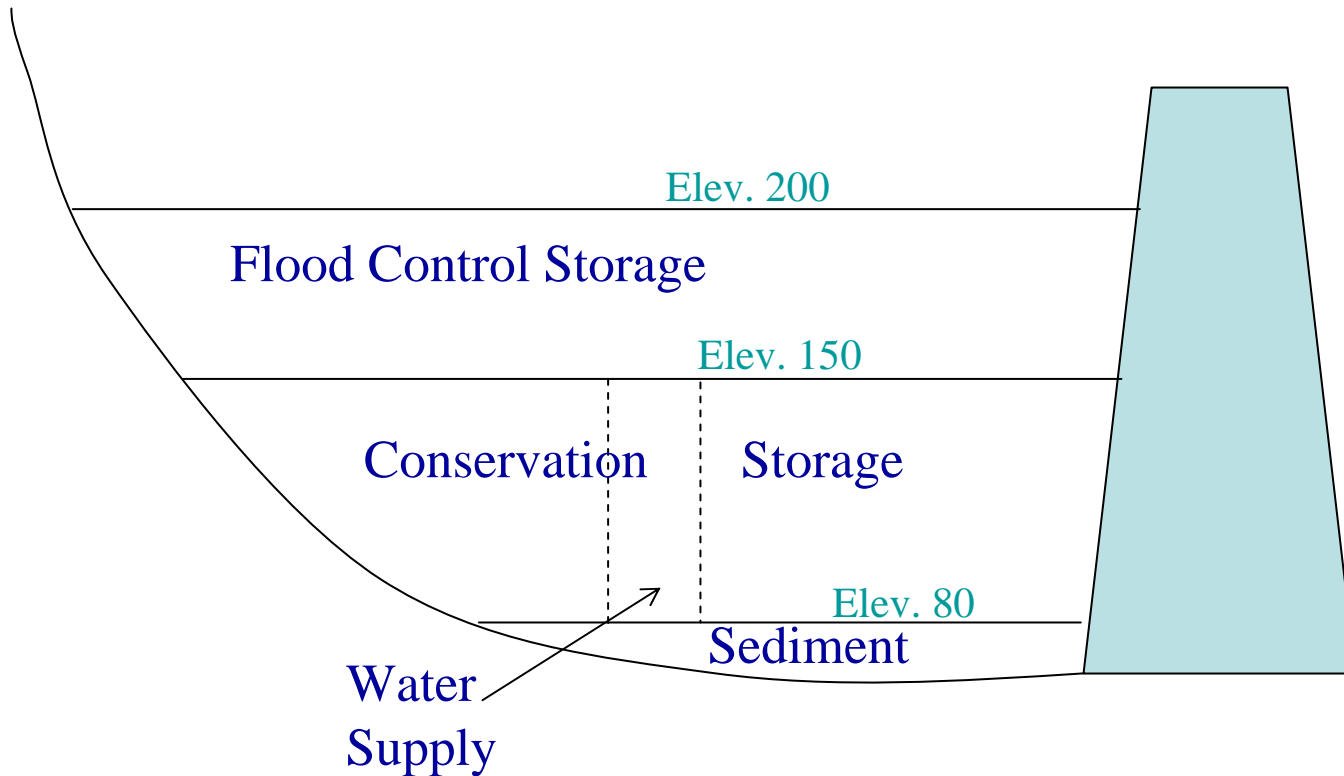 Elev. 200
Flood Control Storage
Elev. 150
Conservation Storage
Elev. 80
Sediment
Water
Supply